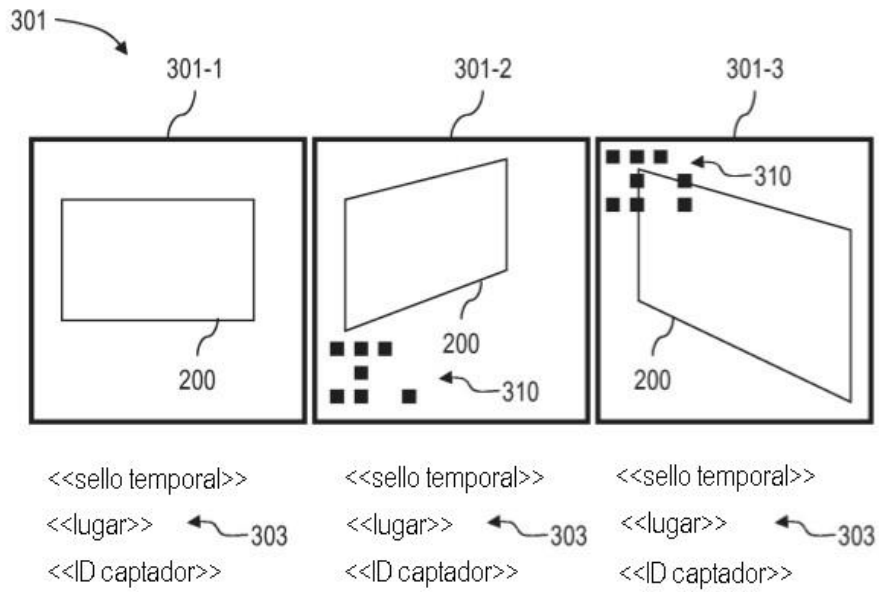 301
301-1 301-2 301-3
310
200 200 200
310
<<sello temporal>> <<sello temporal>> <<sello temporal>>
<<lugar>> 303 <<lugar>> 303 <<lugar>> 303
<<ID captador>> <<ID captador>> <<ID captador>>